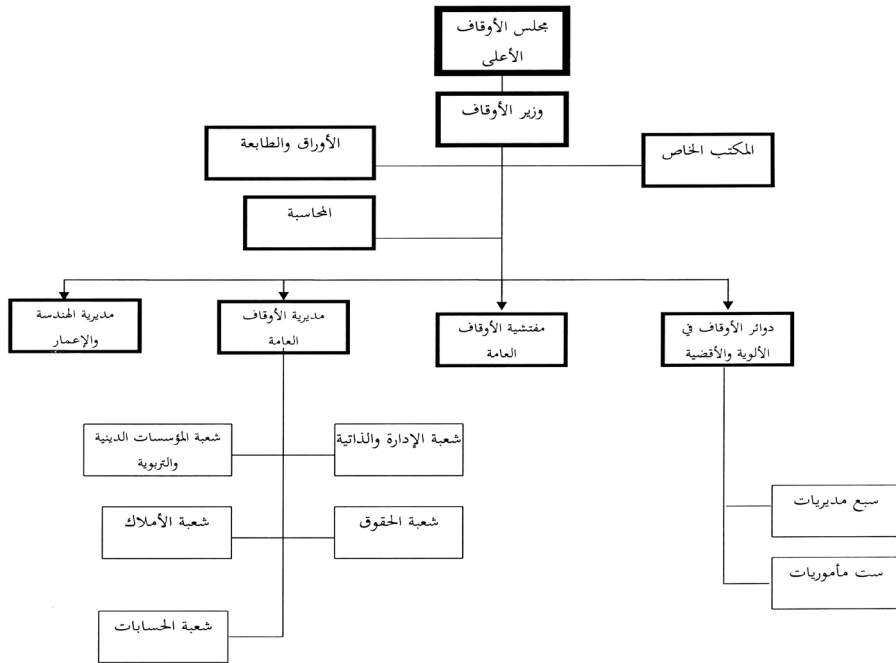 مجلس الأوقاف
الأعلى
وزير الأوقاف
المكتب الخاص
الأوراق والطابعة
المحاسبة
دوائر الأوقاف في
الألوية والأقضية
مفتشية الأوقاف
العامة
مديرية الأوقاف
العامة
مديرية الهندسة
والإعمار
شعبة الإدارة والذاتية
شعبة المؤسسات الدينية
والتربوية
سبع مديريات
شعبة الحقوق
شعبة الأملاك
ست مأموريات
شعبة الحسابات